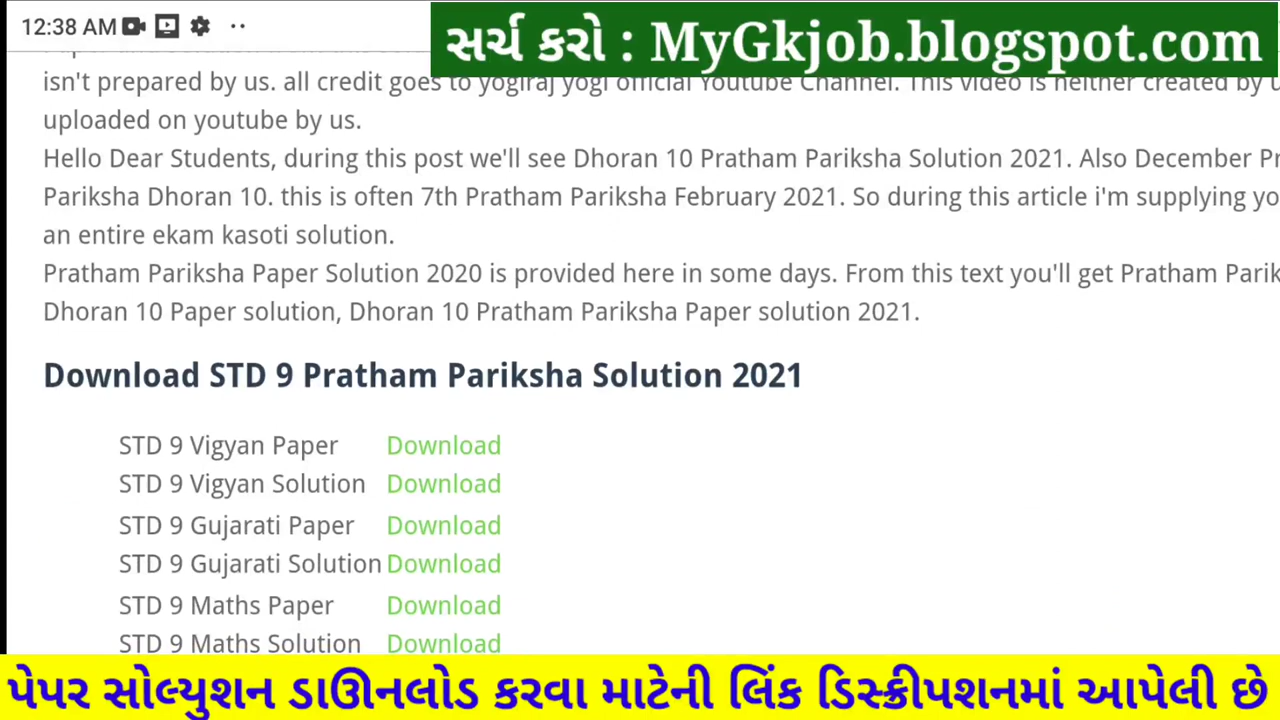 12:38 AM
સર્ચ કરો : MyGkjob.blogspot.com
isn't prepared by us. all credit goes to yogiraj yogi official Youtube Channel. This video is neither created by u
uploaded on youtube by us.
Hello Dear Students, during this post we'll see Dhoran 10 Pratham Pariksha Solution 2021. Also December Pr
Pariksha Dhoran 10. this is often 7th Pratham Pariksha February 2021. So during this article i'm supplying yo
an entire ekam kasoti solution.
Pratham Pariksha Paper Solution 2020 is provided here in some days. From this text you'll get Pratham Parik
Dhoran 10 Paper solution, Dhoran 10 Pratham Pariksha Paper solution 2021.
Download STD 9 Pratham Pariksha Solution 2021
STD 9 Vigyan Paper Download
STD 9 Vigyan Solution Download
STD 9 Gujarati Paper Download
STD 9 Gujarati Solution Download
STD 9 Maths Paper Download
STD 9 Maths Solution Download
પેપર સોલ્યુશન ડાઊનલોડ કરવા માટેની લિંક ડિસ્ક્રીપશનમાં આપેલી છે